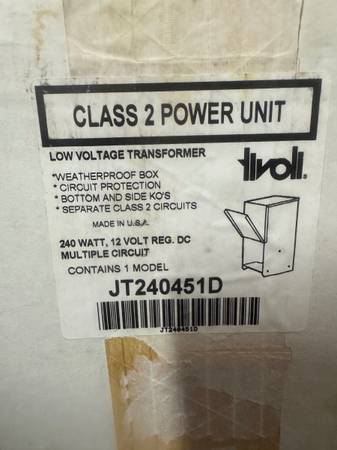 CLASS 2 POWER UNIT
LOW VOLTAGE TRANSFORMER
tivoli.
*WEATHERPROOF BOX
* CIRCUIT PROTECTION
* BOTTOM AND SIDE KO'S
* SEPARATE CLASS 2 CIRCUITS
MADE IN U.S.A.
240 WATT, 12 VOLT REG. DC
MULTIPLE CIRCUIT
CONTAINS 1 MODEL
JT240451D
JT240451D